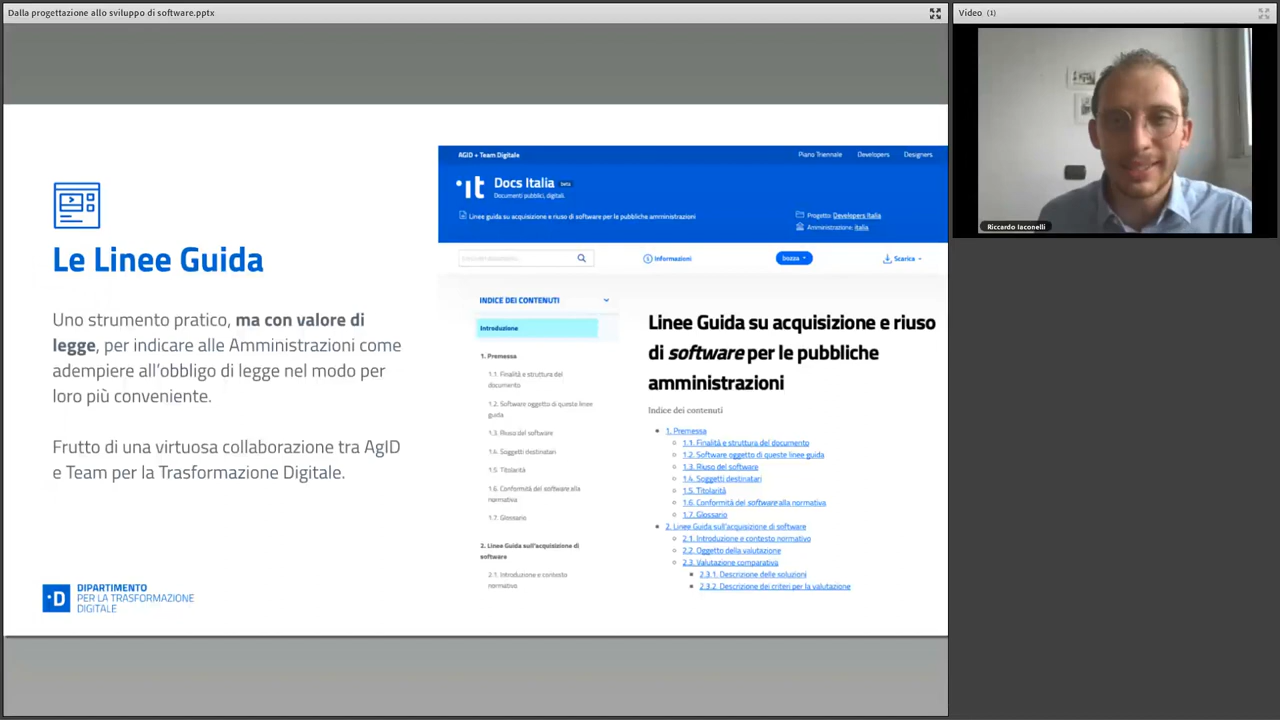 Dalla progettazione allo sviluppo di software.pptx
Video (1)
Riccardo Iaconelli
Le Linee Guida
Uno strumento pratico, ma con valore di
legge, per indicare alle Amministrazioni come
adempiere all'obbligo di legge nel modo per
loro più conveniente.
Frutto di una virtuosa collaborazione tra AgID
e Team per la Trasformazione Digitale.
DIPARTIMENTO
PER LA TRASFORMAZIONE
DIGITALE
AGID + Team Digitale
Piano Triennale Developers Designers
Docs Italia beta
Documenti pubblici, digitali.
Linee guida su acquisizione e riuso di software per le pubbliche amministrazioni
Progetto Developers Italia
Amministrazione: italia
Informazioni
bozza
Scarica
INDICE DEI CONTENUTI
Introduzione
1. Premessa
1.1. Finalità e struttura del
documento
1.2. Software oggetto di queste linee
guida
1.3. Riuso del software
1.4. Soggetti destinatari
1.5. Titolarità
1.6. Conformità del software alla
normativa
1.7. Glossario
2. Linee Guida sull'acquisizione di
software
2.1. Introduzione e contesto
normativo
Linee Guida su acquisizione e riuso
di software per le pubbliche
amministrazioni
Indice dei contenuti
1. Premessa
1.1. Finalità e struttura del documento
1.2. Software oggetto di queste linee guida
1.3. Riuso del software
1.4. Soggetti destinatari
1.5. Titolarità
1.6. Conformità del software alla normativa
1.7. Glossario
2. Linee Guida sull'acquisizione di software
2.1. Introduzione e contesto normativo
2.2. Oggetto della valutazione
2.3. Valutazione comparativa
2.3.1. Descrizione delle soluzioni
2.3.2. Descrizione dei criteri per la valutazione